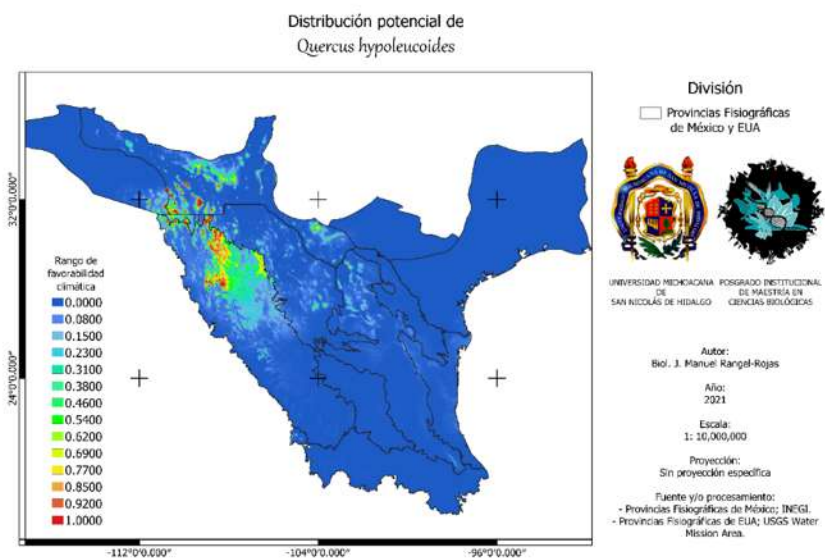 Distribución potencial de
Quercus hypoleucoides
32°0'0.000"
24°0'0.000"
-112°0'0.000"
-104°0'0.000"
-96°0'0.000"
Rango de
favorabilidad
climática
0.0000
0.0800
0.1500
0.2300
0.3100
0.3800
0.4600
0.5400
0.6200
0.6900
0.7700
0.8500
0.9200
1.0000
División
Provincias Fisiográficas
de México y EUA
UNIVERSIDAD MICHOACANA
DE
SAN NICOLÁS DE HIDALGO
POSGRADO INSTITUCIONAL
DE MAESTRÍA EN
CIENCIAS BIOLÓGICAS
Autor:
Biol. J. Manuel Rangel-Rojas
Año:
2021
Escala:
1: 10,000,000
Proyección:
Sin proyección específica
Fuente y/o procesamiento:
- Provincias Fisiográficas de México; INEGI.
- Provincias Fisiográficas de EUA; USGS Water
Mission Area.